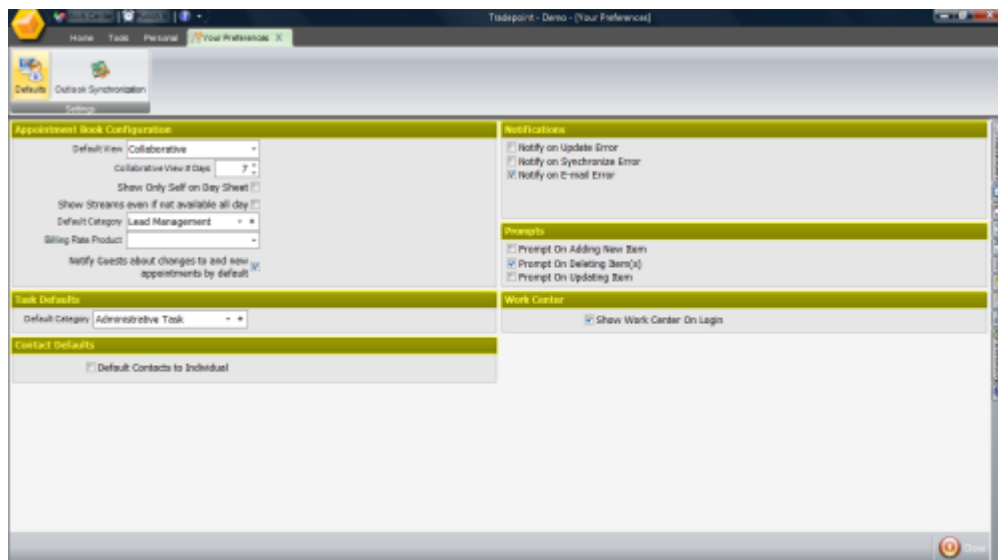 Tradepoint - Demo - [Your Preferences]
Home Tools Personal Your Preferences X
Defaults Outlook Synchronization
Settings
Appointment Book Configuration
Default View Collaborative
Collaborative View # Days 7
Show Only Self on Day Sheet
Show Streams even if not available all day
Default Category Lead Management
Billing Rate Product
Notify Guests about changes to and new
appointments by default
Task Defaults
Default Category Administrative Task
Contact Defaults
Default Contacts to Individual
Notifications
Notify on Update Error
Notify on Synchronize Error
Notify on E-mail Error
Prompts
Prompt On Adding New Item
Prompt On Deleting Item(s)
Prompt On Updating Item
Work Center
Show Work Center On Login
Close